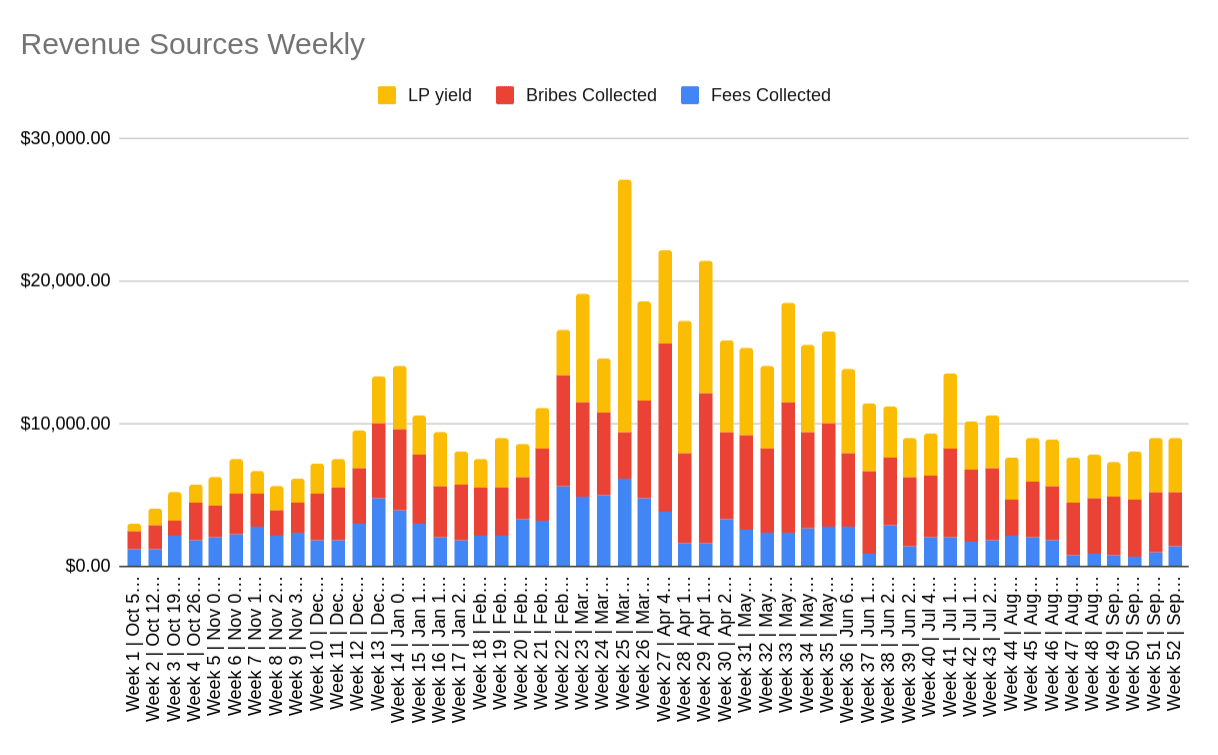 Revenue Sources Weekly
LP yield
Bribes Collected
Fees Collected
$30,000.00
$20,000.00
$10,000.00
$0.00
Week 1 | Oct 5…
Week 2 | Oct 12…
Week 3 | Oct 19…
Week 4 | Oct 26…
Week 5 | Nov 0…
Week 6 | Nov 0…
Week 7 | Nov 1…
Week 8 | Nov 2…
Week 9 | Nov 3…
Week 10 | Dec…
Week 11 | Dec…
Week 12 | Dec…
Week 13 | Dec…
Week 14 | Jan 0…
Week 15 | Jan 1…
Week 16 | Jan 1…
Week 17 | Jan 2…
Week 18 | Feb…
Week 19 | Feb…
Week 20 | Feb…
Week 21 | Feb…
Week 22 | Feb…
Week 23 | Mar…
Week 24 | Mar…
Week 25 | Mar…
Week 26 | Mar…
Week 27 | Apr 4…
Week 28 | Apr 1…
Week 29 | Apr 1…
Week 30 | Apr 2…
Week 31 | May…
Week 32 | May…
Week 33 | May…
Week 34 | May…
Week 35 | May…
Week 36 | Jun 6…
Week 37 | Jun 1…
Week 38 | Jun 2…
Week 39 | Jun 2…
Week 40 | Jul 4…
Week 41 | Jul 1…
Week 42 | Jul 1…
Week 43 | Jul 2…
Week 44 | Aug…
Week 45 | Aug…
Week 46 | Aug…
Week 47 | Aug…
Week 48 | Aug…
Week 49 | Sep…
Week 50 | Sep…
Week 51 | Sep…
Week 52 | Sep…